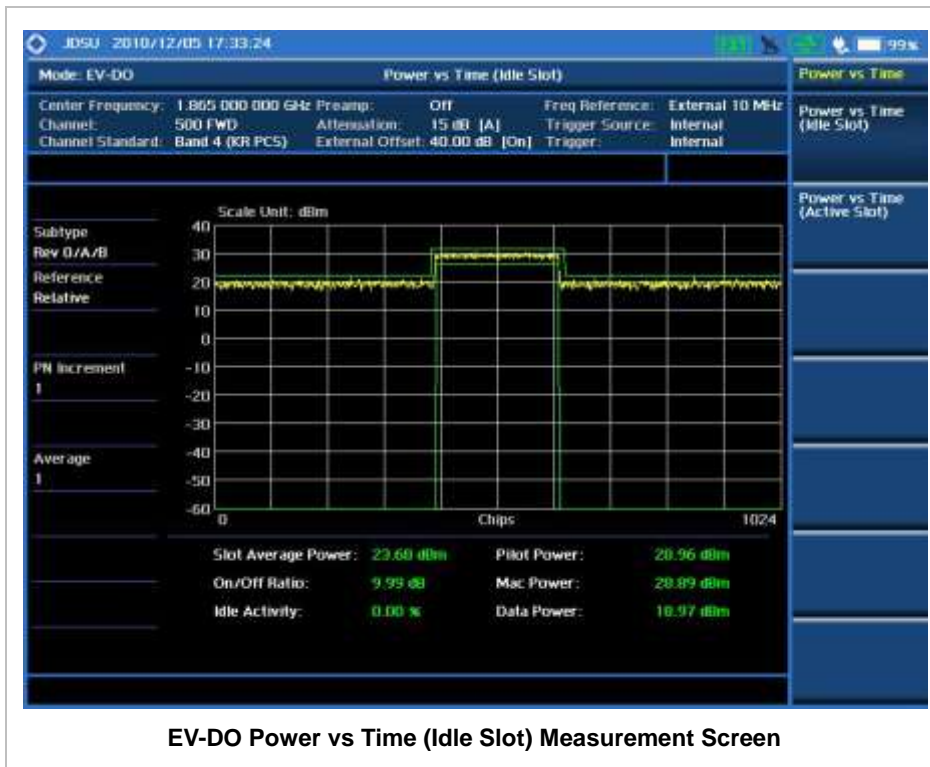 JDSU 2010/12/05 17:33:24
99%
Mode: EV-DO
Power vs Time (Idle Slot)
Power vs Time
Center Frequency: 1.865 000 000 GHz Preamp: Off Freq Reference: External 10 MHz
Channel: 500 FWD Attenuation: 15 dB [A] Trigger Source: Internal
Channel Standard: Band 4 (KR PCS) External Offset: 40.00 dB [On] Trigger: Internal
Power vs Time
(Idle Slot)
Power vs Time
(Active Slot)
Subtype
Rev 0/A/B
Reference
Relative
PN Increment
1
Average
1
Scale Unit: dBm
40
30
20
10
0
-10
-20
-30
-40
-50
-60
0 Chips 1024
Slot Average Power: 23.60 dBm Pilot Power: 28.96 dBm
On/Off Ratio: 9.99 dB Mac Power: 28.89 dBm
Idle Activity: 0.00 % Data Power: 18.97 dBm
EV-DO Power vs Time (Idle Slot) Measurement Screen